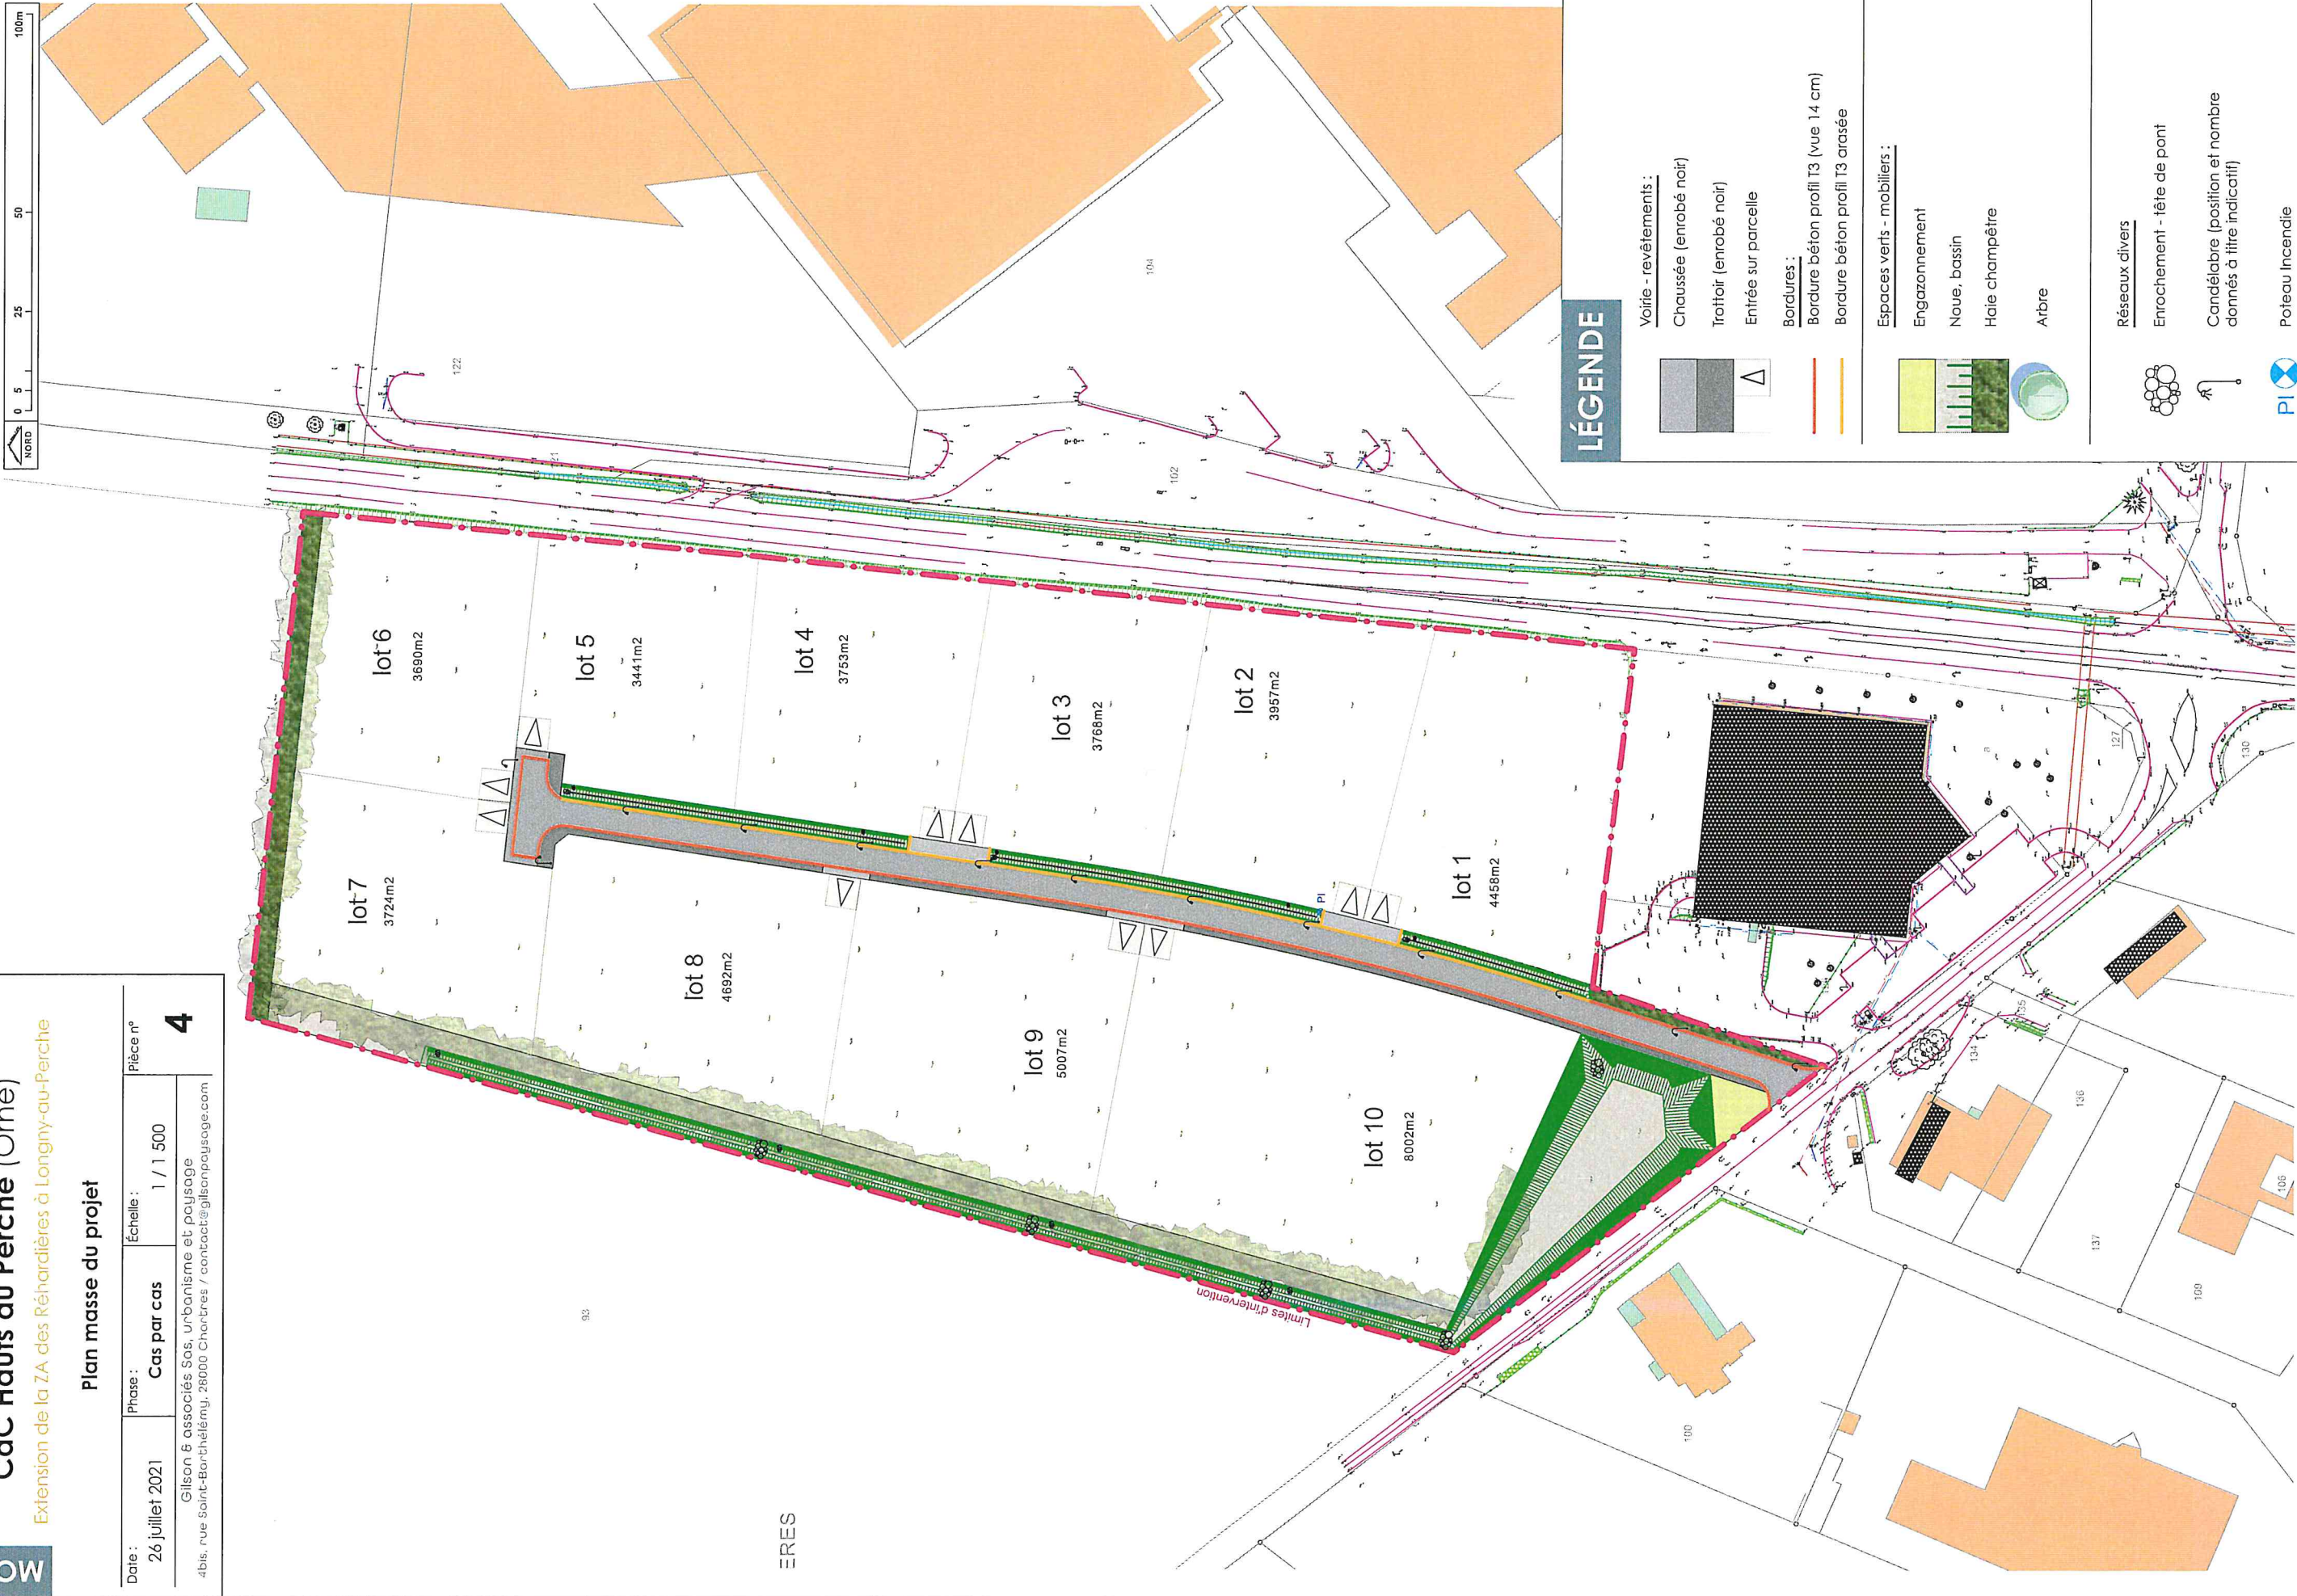 MO
CdC Hauts du Perche (Orne)
Extension de la ZA des Réhardières à Longny-au-Perche
Plan masse du projet
Date :
26 juillet 2021
Phase :
Cas par cas
Échelle :
1 / 1 500
Pièce n°
4
Gilson & associés Sas, urbanisme et paysage
4bis, rue Saint-Barthélémy, 28000 Chartres / contact@gilsonpaysage.com
NORD
0
5
25
50
100m
lot 6
3690m2
lot 5
3441m2
lot 4
3753m2
lot 3
3768m2
lot 2
3957m2
lot 1
4458m2
lot 7
3724m2
lot 8
4692m2
lot 9
5007m2
lot 10
8002m2
PI
Limites d'intervention
ERES
93
122
121
102
104
127
130
134
135
136
137
106
109
100
LÉGENDE
Voirie - revêtements :
Chaussée (enrobé noir)
Trottoir (enrobé noir)
Entrée sur parcelle
Bordures :
Bordure béton profil T3 (vue 14 cm)
Bordure béton profil T3 arasée
Espaces verts - mobiliers :
Engazonnement
Noue, bassin
Haie champêtre
Arbre
Réseaux divers
Enrochement - tête de pont
Candélabre (position et nombre
donnés à titre indicatif)
PI
Poteau Incendie